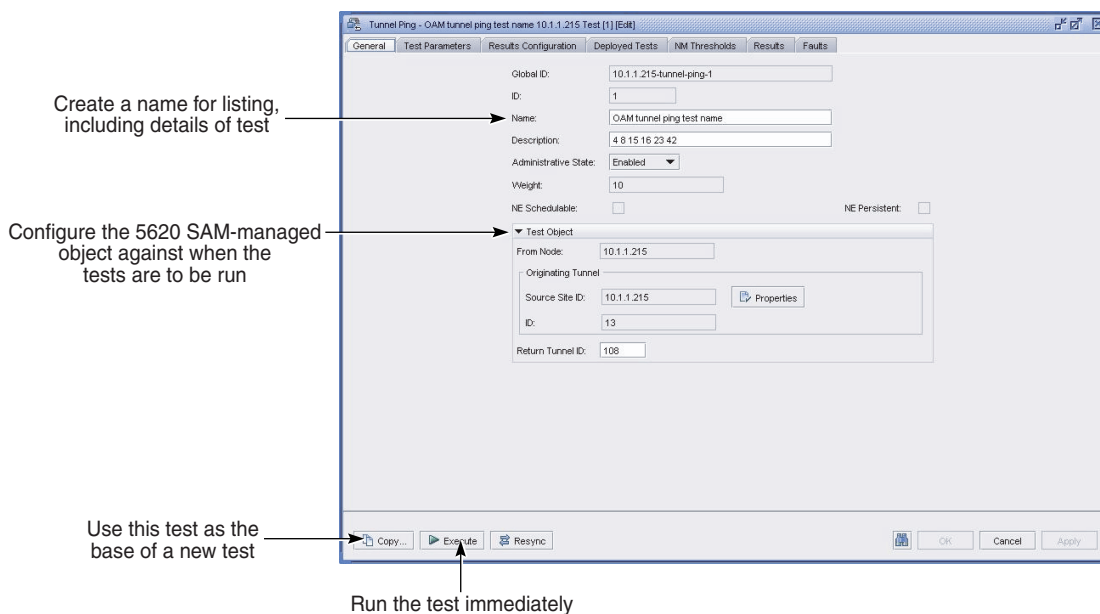 Tunnel Ping - OAM tunnel ping test name 10.1.1.215 Test [1] [Edit]
General Test Parameters Results Configuration Deployed Tests NM Thresholds Results Faults
Global ID: 10.1.1.215-tunnel-ping-1
ID: 1
Create a name for listing,
including details of test
Name: OAM tunnel ping test name
Description: 4 8 15 16 23 42
Administrative State: Enabled
Weight: 10
NE Schedulable: NE Persistent:
Configure the 5620 SAM-managed
object against when the
tests are to be run
Test Object
From Node: 10.1.1.215
Originating Tunnel
Source Site ID: 10.1.1.215 Properties
ID: 13
Return Tunnel ID: 108
Use this test as the
base of a new test
Copy... Execute Resync OK Cancel Apply
Run the test immediately